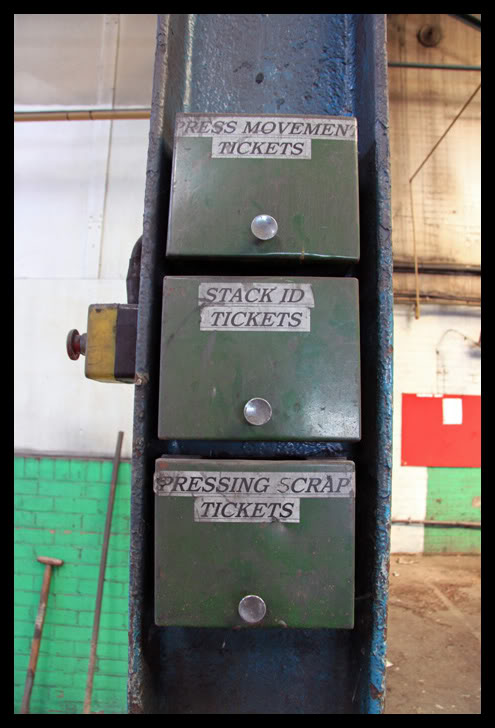 PRESS MOVEMENT
TICKETS
STACK ID
TICKETS
PRESSING SCRAP
TICKETS